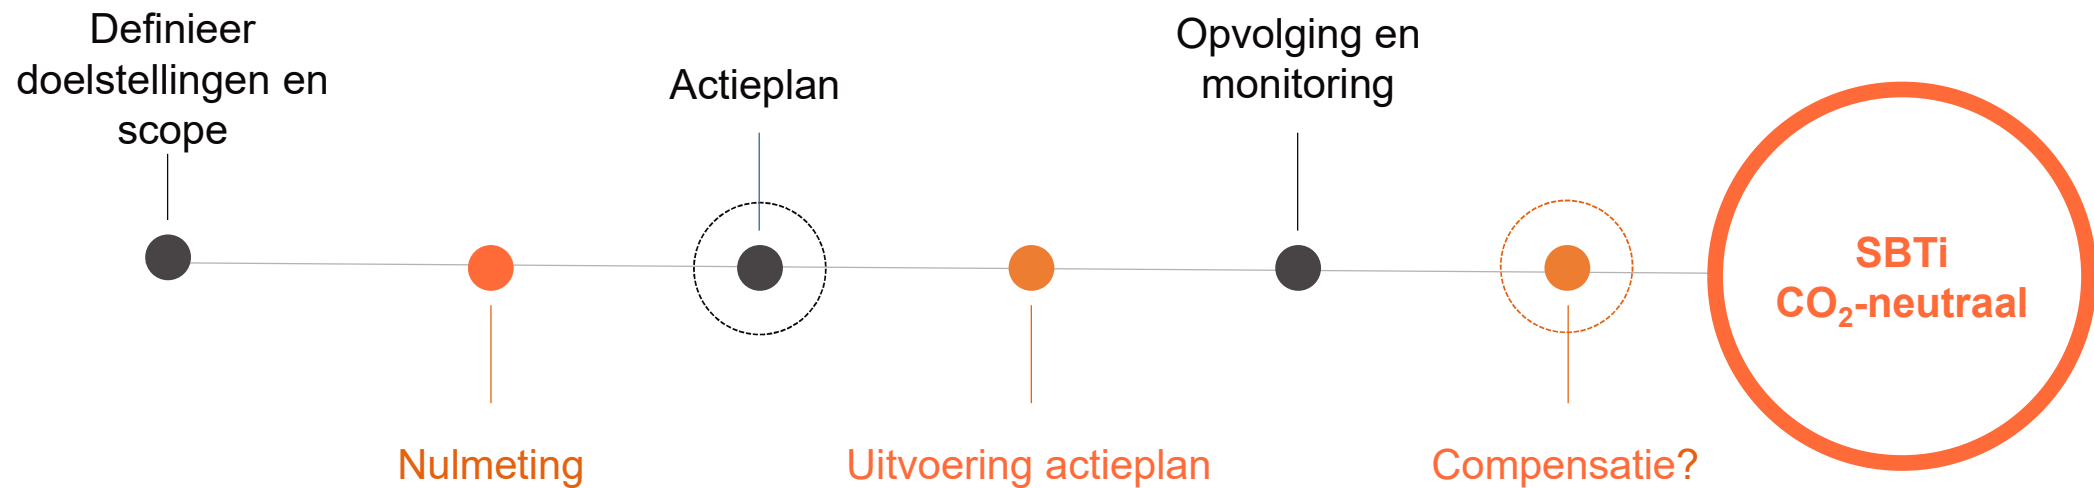 Definieer
doelstellingen en
scope
Nulmeting
Actieplan
Uitvoering actieplan
Opvolging en
monitoring
Compensatie?
SBTi
CO₂-neutraal